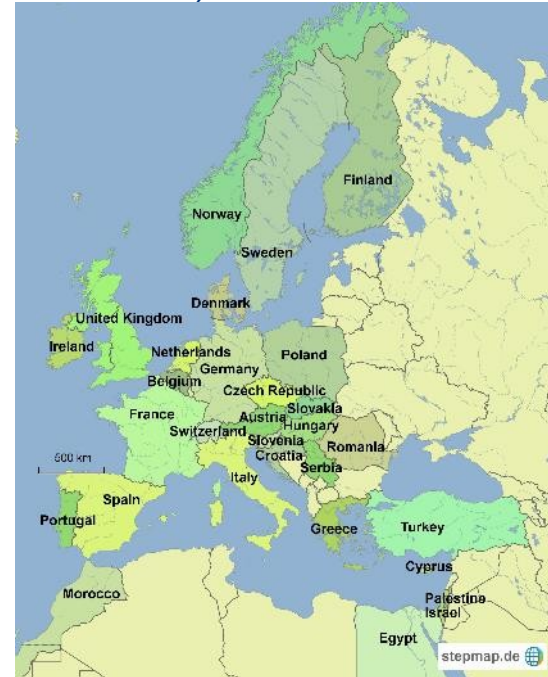 Finland
Norway
Sweden
Denmark
United Kingdom
Ireland
Netherlands
Germany
Poland
Belgium
Czech Republic
Slovakia
France
Austria
Hungary
Switzerland
Slovenia
Romania
Croatia
Serbia
500 km
Italy
Spain
Portugal
Greece
Turkey
Cyprus
Morocco
Palestine
Israel
Egypt
stepmap.de